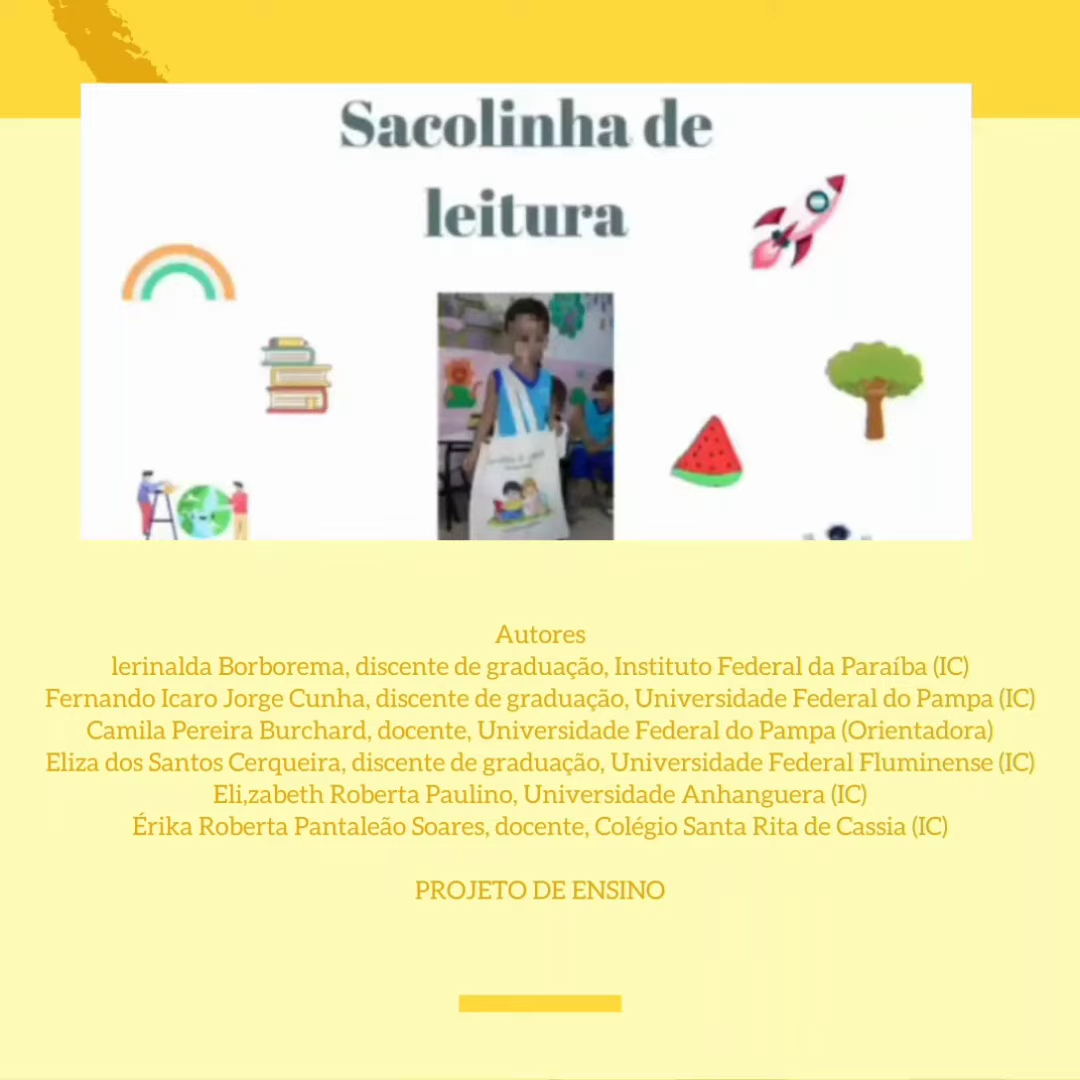 Sacolinha de
leitura
Autores
lerinalda Borborema, discente de graduação, Instituto Federal da Paraíba (IC)
Fernando Icaro Jorge Cunha, discente de graduação, Universidade Federal do Pampa (IC)
Camila Pereira Burchard, docente, Universidade Federal do Pampa (Orientadora)
Eliza dos Santos Cerqueira, discente de graduação, Universidade Federal Fluminense (IC)
Eli,zabeth Roberta Paulino, Universidade Anhanguera (IC)
Érika Roberta Pantaleão Soares, docente, Colégio Santa Rita de Cassia (IC)
PROJETO DE ENSINO